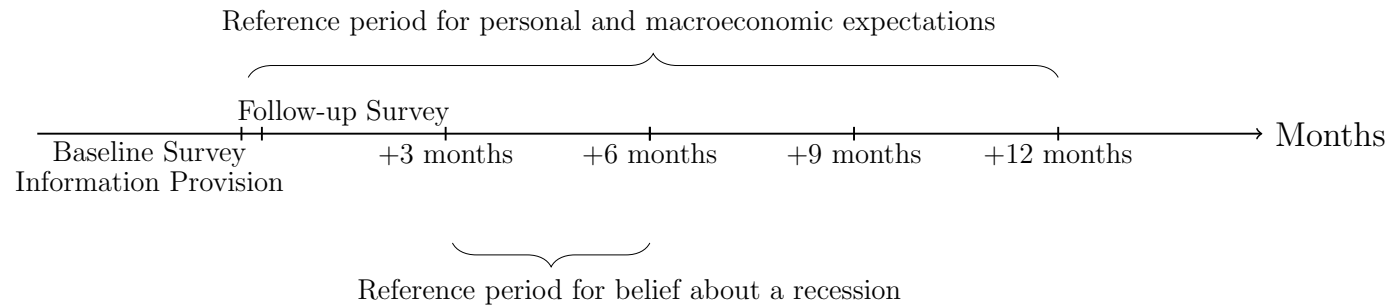 Reference period for personal and macroeconomic expectations
Follow-up Survey
Months
Baseline Survey
Information Provision
+3 months
+6 months
+9 months
+12 months
Reference period for belief about a recession